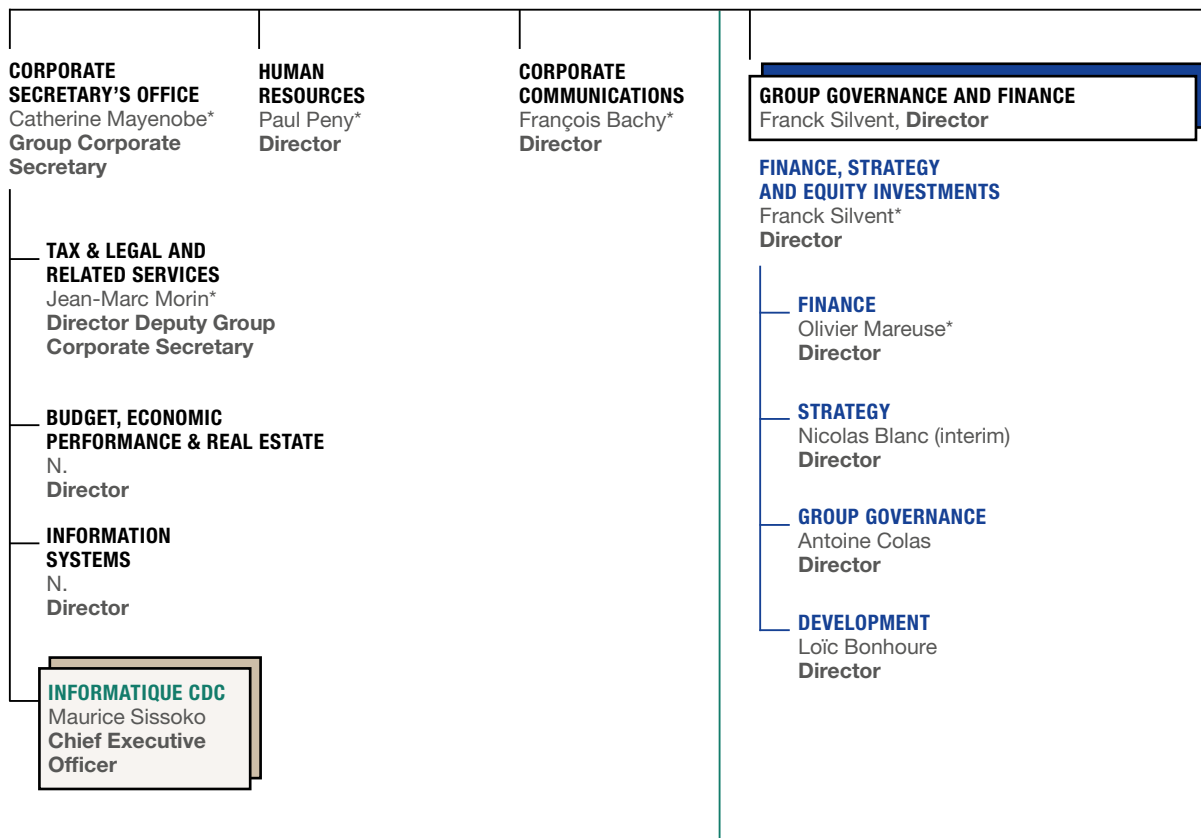 CORPORATE
SECRETARY’S OFFICE
Catherine Mayenobe*
Group Corporate
Secretary
TAX & LEGAL AND
RELATED SERVICES
Jean-Marc Morin*
Director Deputy Group
Corporate Secretary
BUDGET, ECONOMIC
PERFORMANCE & REAL ESTATE
N.
Director
INFORMATION
SYSTEMS
N.
Director
INFORMATIQUE CDC
Maurice Sissoko
Chief Executive
Officer
HUMAN
RESOURCES
Paul Peny*
Director
CORPORATE
COMMUNICATIONS
François Bachy*
Director
GROUP GOVERNANCE AND FINANCE
Franck Silvent, Director
FINANCE, STRATEGY
AND EQUITY INVESTMENTS
Franck Silvent*
Director
FINANCE
Olivier Mareuse*
Director
STRATEGY
Nicolas Blanc (interim)
Director
GROUP GOVERNANCE
Antoine Colas
Director
DEVELOPMENT
Loïc Bonhoure
Director